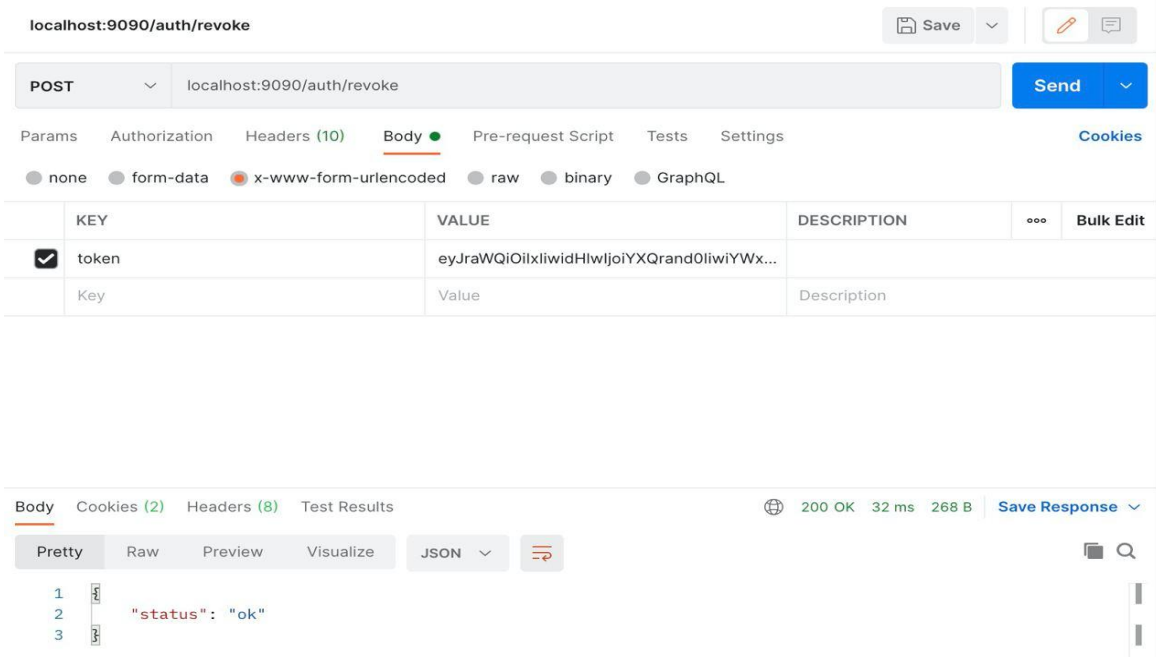 localhost:9090/auth/revoke Save
POST localhost:9090/auth/revoke Send
Params Authorization Headers (10) Body Pre-request Script Tests Settings Cookies
none form-data x-www-form-urlencoded raw binary GraphQL
KEY VALUE DESCRIPTION ooo Bulk Edit
token eyJraWQiOiIxIiwidHlwIjoiYXQrand0IiwiYWx...
Key Value Description
Body Cookies (2) Headers (8) Test Results 200 OK 32 ms 268 B Save Response
Pretty Raw Preview Visualize JSON
1 {
2 "status": "ok"
3 }